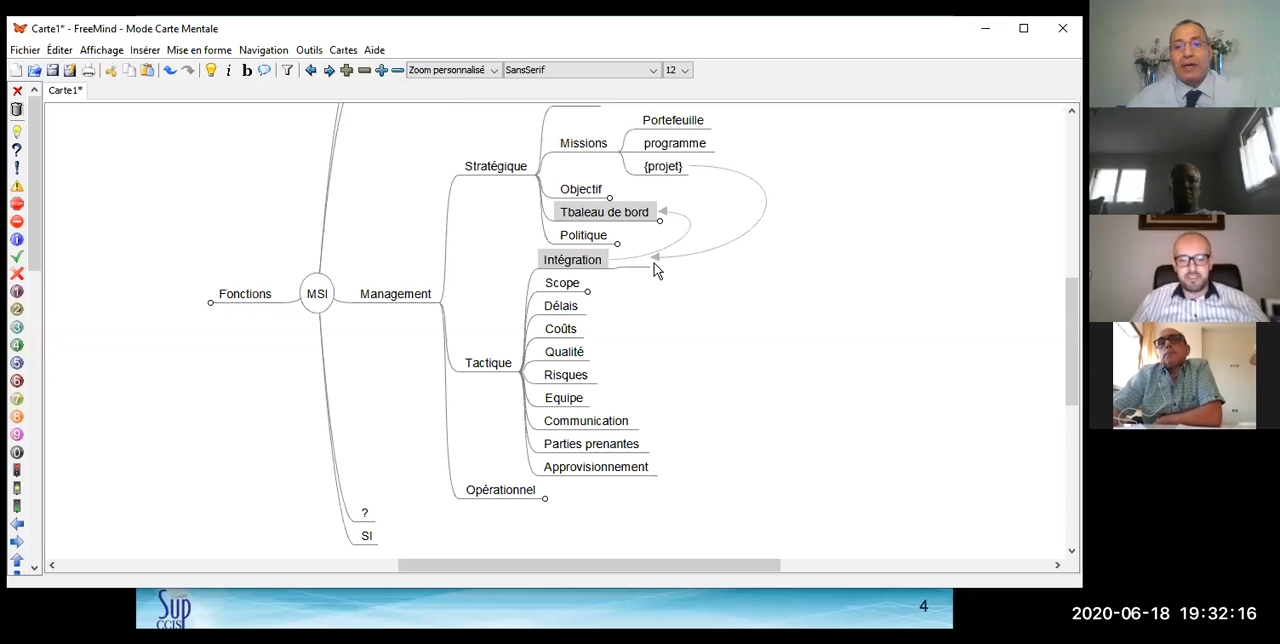 Carte1* - FreeMind - Mode Carte Mentale
Fichier Éditer Affichage Insérer Mise en forme Navigation Outils Cartes Aide
Zoom personnalisé SansSerif 12
Carte1*
Portefeuille
Missions programme
Stratégique {projet}
Objectif
Tbaleau de bord
Politique
Intégration
Scope
Fonctions MSI Management
Délais
Coûts
Qualité
Tactique
Risques
Equipe
Communication
Parties prenantes
Approvisionnement
Opérationnel
?
SI
Sup
CCIS
4
2020-06-18 19:32:16